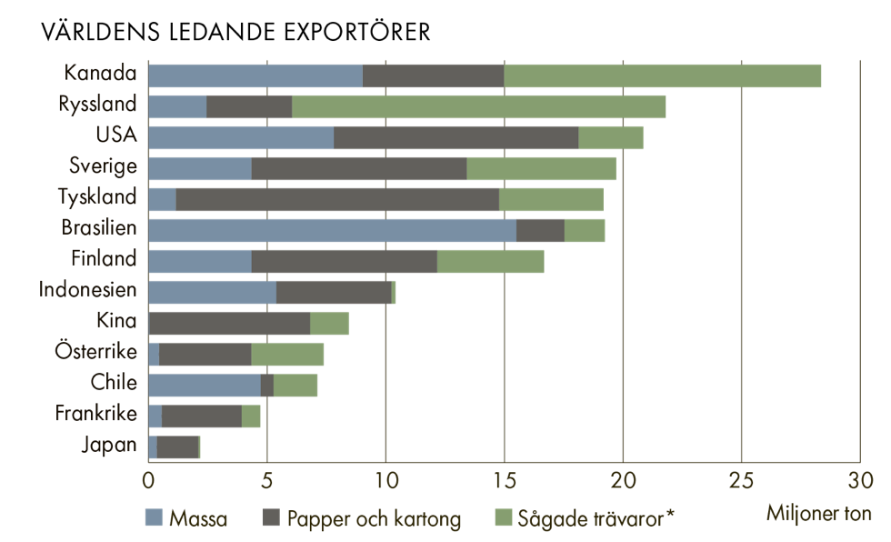 VÄRLDENS LEDANDE EXPORTÖRER
Kanada
Ryssland
USA
Sverige
Tyskland
Brasilien
Finland
Indonesien
Kina
Österrike
Chile
Frankrike
Japan
0 5 10 15 20 25 30
Massa Papper och kartong Sågade trävaror* Miljoner ton